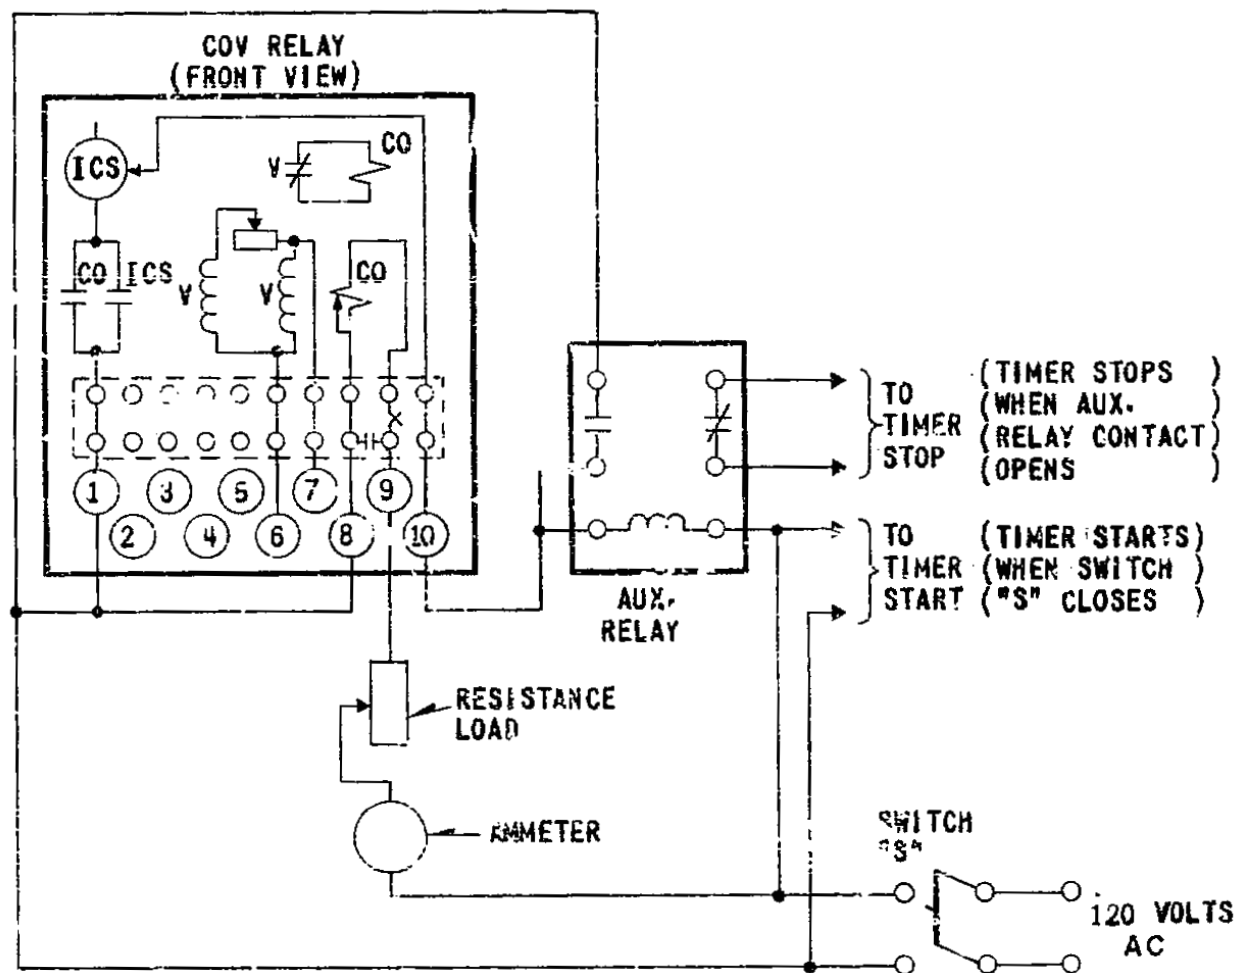 COV RELAY
(FRONT VIEW)
ICS
V
CO
CO
ICS
V
V
CO
1
3
5
7
9
2
4
6
8
10
AUX.
RELAY
TO
TIMER
STOP
(TIMER STOPS )
(WHEN AUX. )
(RELAY CONTACT)
(OPENS )
TO
TIMER
START
(TIMER STARTS)
(WHEN SWITCH )
("S" CLOSES )
RESISTANCE
LOAD
AMMETER
SWITCH
"S"
120 VOLTS
AC